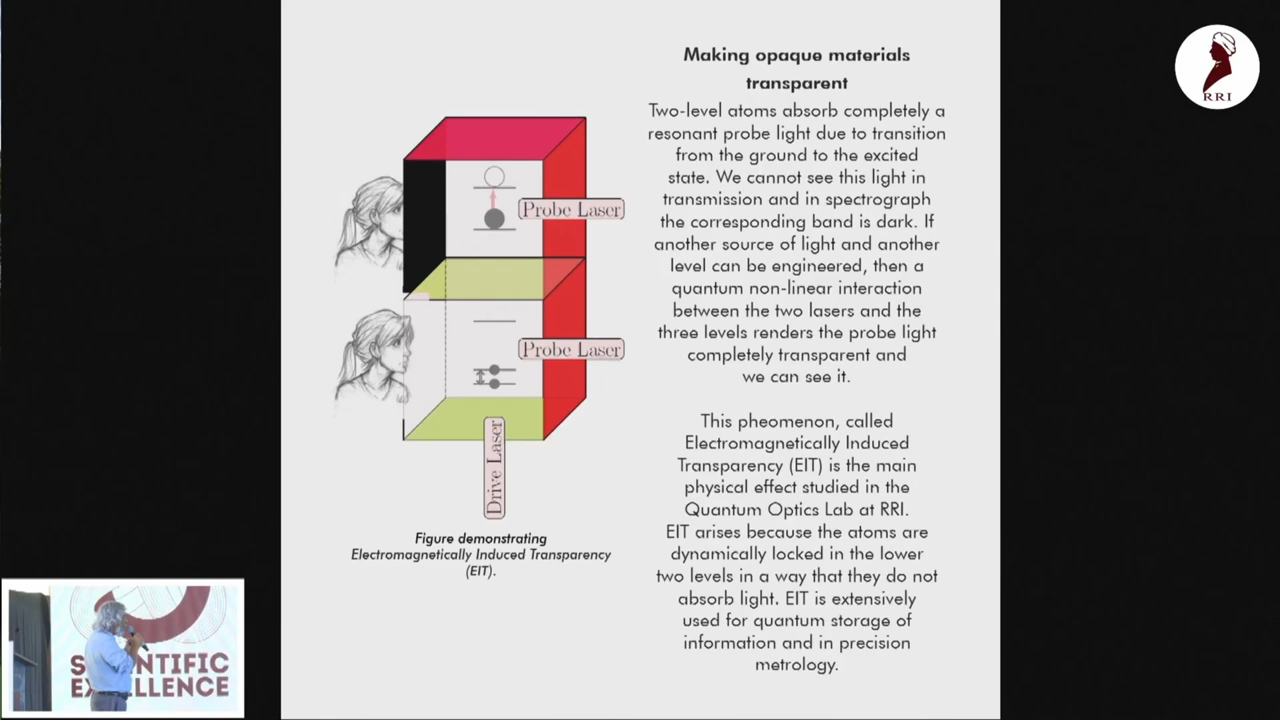 Making opaque materials
transparent
Two-level atoms absorb completely a
resonant probe light due to transition
from the ground to the excited
state. We cannot see this light in
transmission and in spectrograph
the corresponding band is dark. If
another source of light and another
level can be engineered, then a
quantum non-linear interaction
between the two lasers and the
three levels renders the probe light
completely transparent and
we can see it.
This pheomenon, called
Electromagnetically Induced
Transparency (EIT) is the main
physical effect studied in the
Quantum Optics Lab at RRI.
EIT arises because the atoms are
dynamically locked in the lower
two levels in a way that they do not
absorb light. EIT is extensively
used for quantum storage of
information and in precision
metrology.
Probe Laser
Probe Laser
Drive Laser
Figure demonstrating
Electromagnetically Induced Transparency
(EIT).
RRI